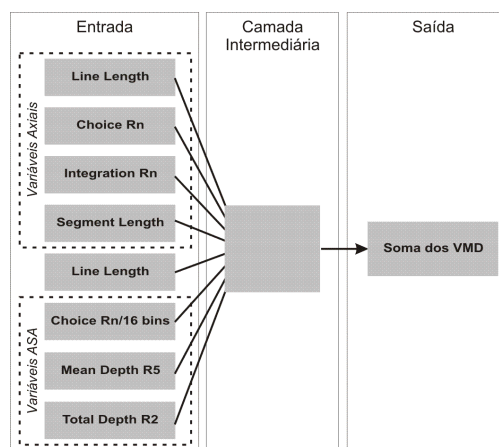 Entrada
Camada
Intermediária
Saída
Variáveis Axiais
Line Length
Choice Rn
Integration Rn
Segment Length
Line Length
Variáveis ASA
Choice Rn/16 bins
Mean Depth R5
Total Depth R2
Soma dos VMD